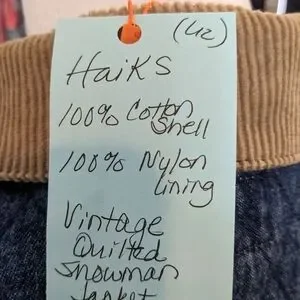 (42)
Haiks
100% Cotton
Shell
100% Nylon
Lining
Vintage
Quilted
Snowman
Jacket